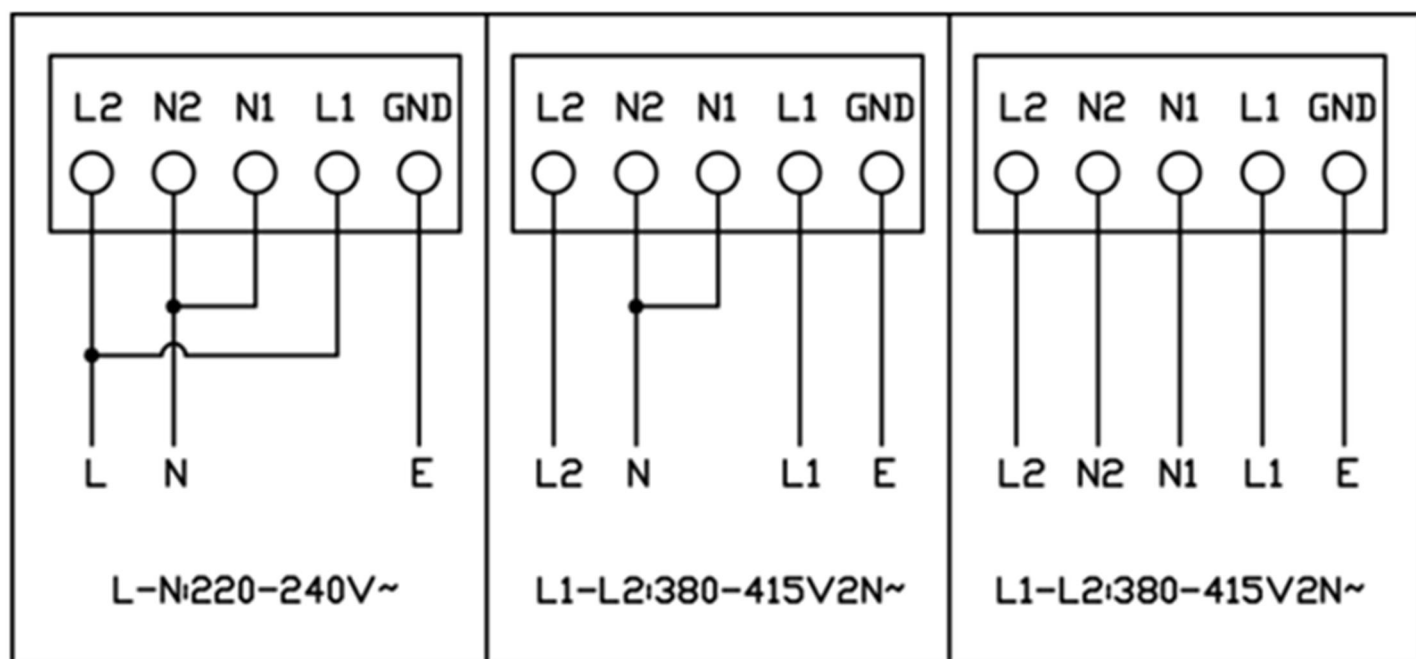 L2 N2 N1 L1 GND
L N E
L-N:220-240V~
L2 N2 N1 L1 GND
L2 N L1 E
L1-L2:380-415V2N~
L2 N2 N1 L1 GND
L2 N2 N1 L1 E
L1-L2:380-415V2N~